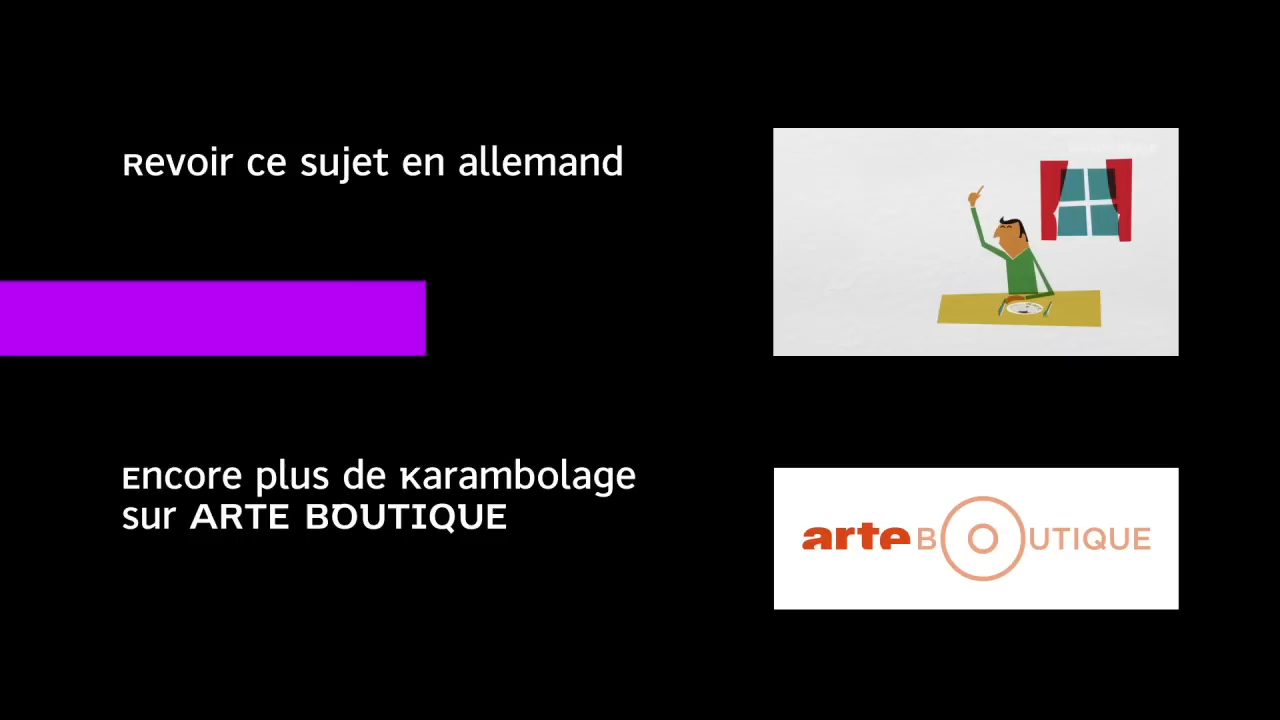 Revoir ce sujet en allemand
Encore plus de Karambolage
sur ARTE BOUTIQUE
arte BOUTIQUE